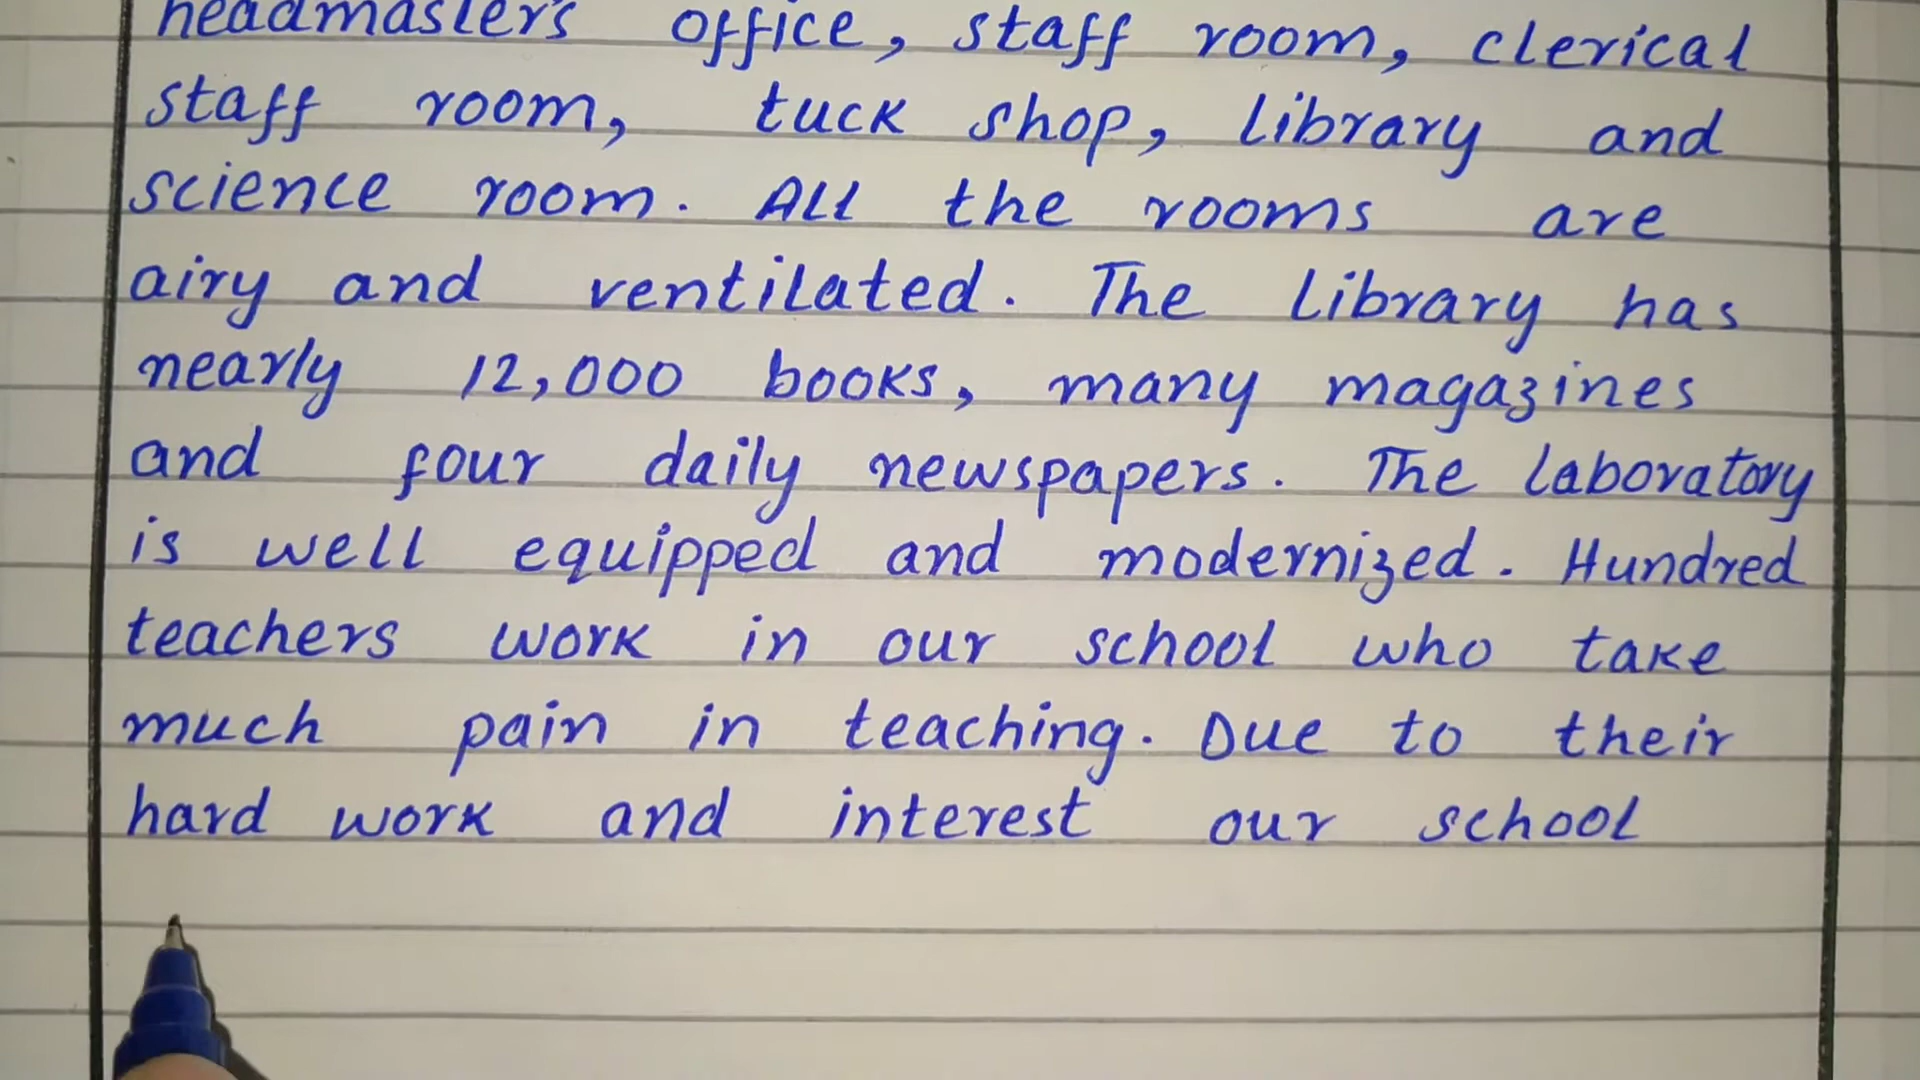 headmaster's office, staff room, clerical
staff room, tuck shop, library and
science room. All the rooms are
airy and ventilated. The library has
nearly 12,000 books, many magazines
and four daily newspapers. The laboratory
is well equipped and modernized. Hundred
teachers work in our school who take
much pain in teaching. Due to their
hard work and interest our school